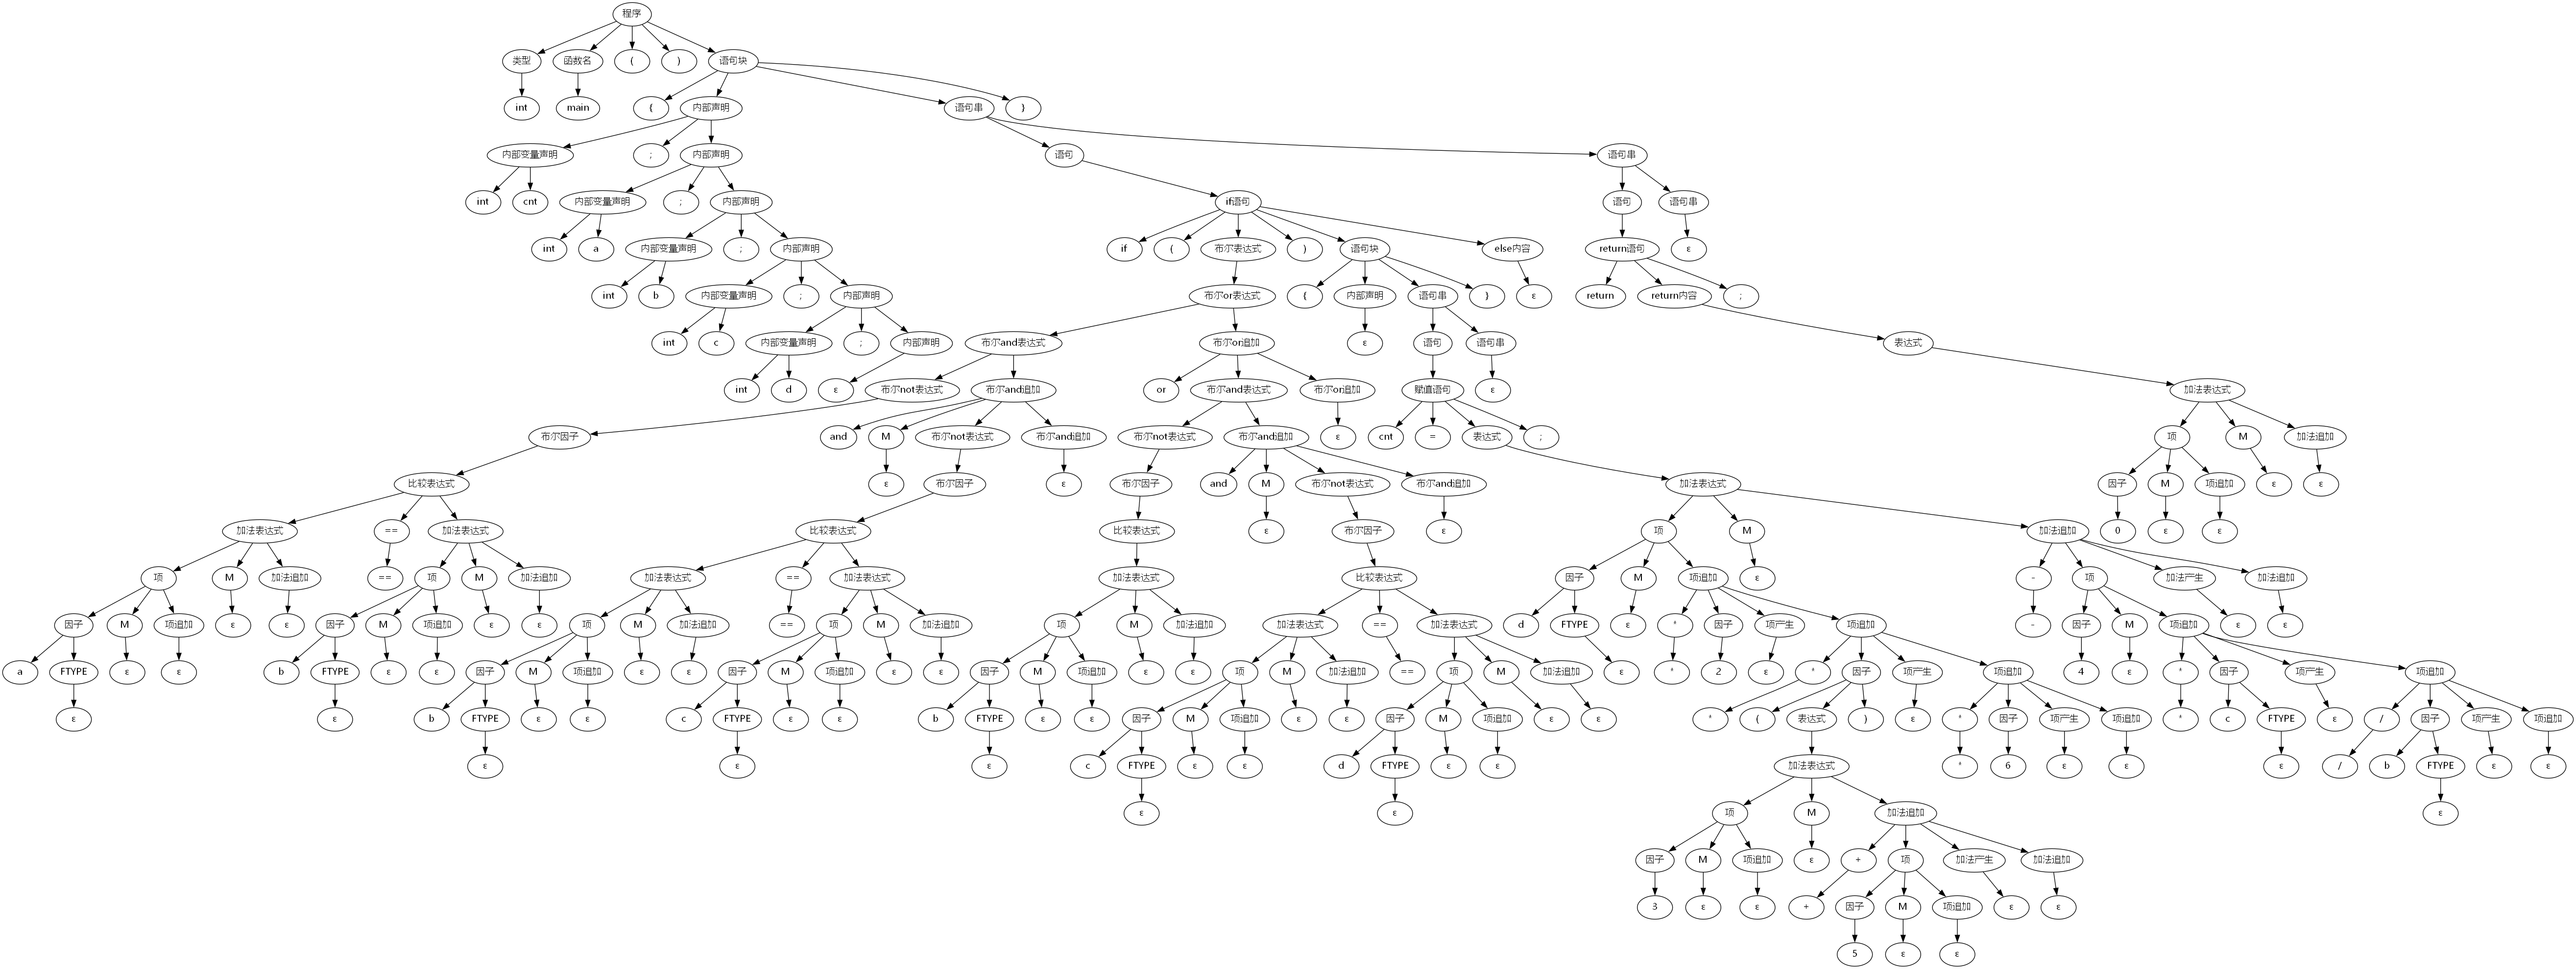 程序
类型 函数名 ( ) 语句块
int main { 内部声明 语句串 }
内部变量声明 ; 内部声明 语句 语句串
int cnt 内部变量声明 ; 内部声明 if语句 语句 语句串
int a 内部变量声明 ; 内部声明 if ( 布尔表达式 ) 语句块 else内容 return语句 ε
int b 内部变量声明 ; 内部声明 布尔or表达式 { 内部声明 语句串 } ε return return内容 ;
int c 内部变量声明 ; 内部声明 布尔and表达式 布尔or追加 ε 语句 语句串 表达式
int d ε 布尔not表达式 布尔and追加 or 布尔and表达式 布尔or追加 赋值语句 ε 加法表达式
布尔因子 and M 布尔not表达式 布尔and追加 布尔not表达式 布尔and追加 ε cnt = 表达式 ; 项 M 加法追加
比较表达式 ε 布尔因子 ε 布尔因子 and M 布尔not表达式 布尔and追加 加法表达式 因子 M 项追加 ε ε
加法表达式 == 加法表达式 比较表达式 比较表达式 ε 布尔因子 ε 项 M 加法追加 0 ε ε
项 M 加法追加 == 项 M 加法追加 加法表达式 == 加法表达式 加法表达式 比较表达式 因子 M 项追加 ε - 项 加法产生 加法追加
因子 M 项追加 ε ε 因子 M 项追加 ε ε 项 M 加法追加 == 项 M 加法追加 项 M 加法追加 加法表达式 == 加法表达式 d FTYPE ε * 因子 项产生 项追加 - 因子 M 项追加 ε ε
a FTYPE ε ε b FTYPE ε ε 因子 M 项追加 ε ε 因子 M 项追加 ε ε 因子 M 项追加 ε ε 项 M 加法追加 == 项 M 加法追加 ε * 2 ε * 因子 项产生 项追加 4 ε * 因子 项产生 项追加
ε ε b FTYPE ε ε c FTYPE ε ε b FTYPE ε ε 因子 M 项追加 ε ε 因子 M 项追加 ε ε * ( 表达式 ) ε * 因子 项产生 项追加 * c FTYPE ε / 因子 项产生 项追加
ε ε ε c FTYPE ε ε d FTYPE ε ε 加法表达式 * 6 ε ε ε / b FTYPE ε ε
ε ε 项 M 加法追加 ε
因子 M 项追加 ε + 项 加法产生 加法追加
3 ε ε + 因子 M 项追加 ε ε
5 ε ε